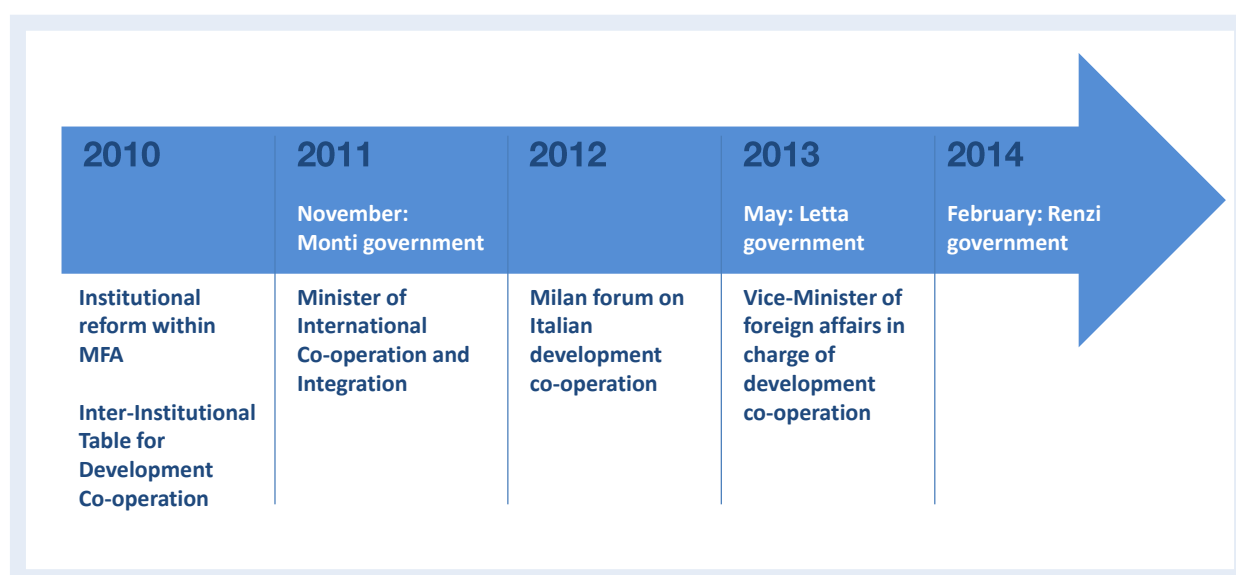 2010
Institutional
reform within
MFA
Inter-Institutional
Table for
Development
Co-operation
2011
November:
Monti government
Minister of
International
Co-operation and
Integration
2012
Milan forum on
Italian
development
co-operation
2013
May: Letta
government
Vice-Minister of
foreign affairs in
charge of
development
co-operation
2014
February: Renzi
government